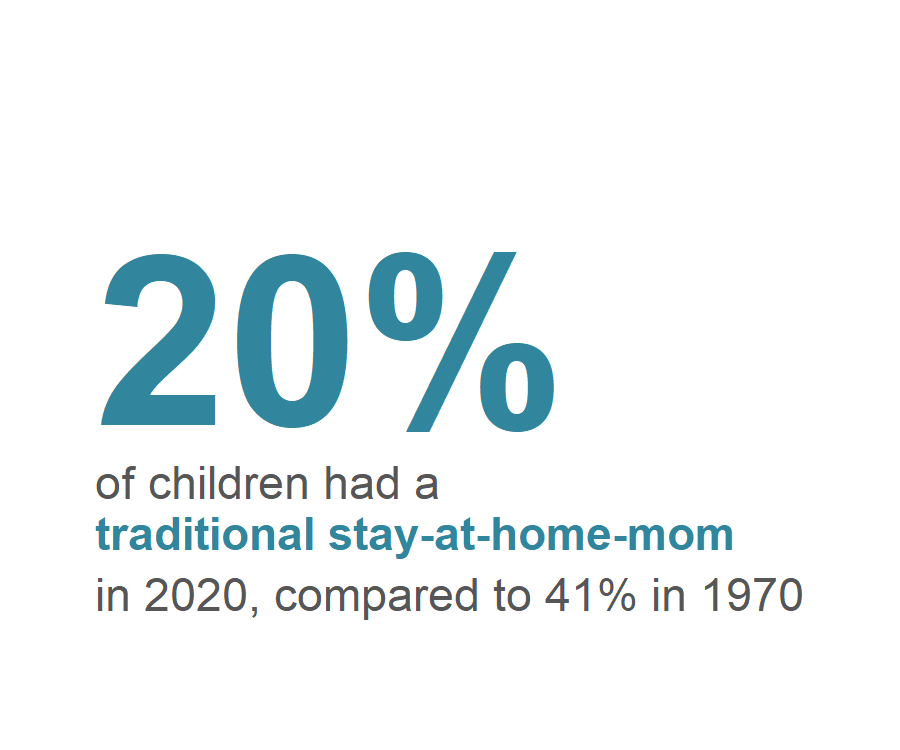 20%
of children had a
traditional stay-at-home-mom
in 2020, compared to 41% in 1970